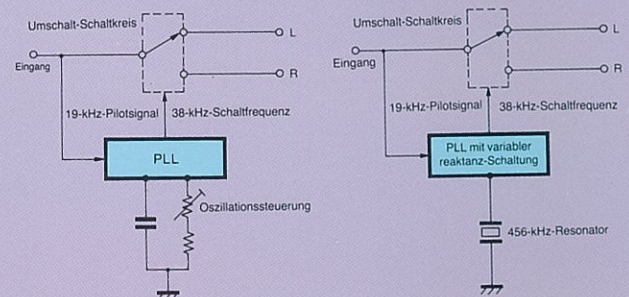 Umschalt-Schaltkreis
L
Eingang
R
19-kHz-Pilotsignal
38-kHz-Schaltfrequenz
PLL
Oszillationssteuerung
Umschalt-Schaltkreis
L
Eingang
R
19-kHz-Pilotsignal
38-kHz-Schaltfrequenz
PLL mit variabler
reaktanz-Schaltung
456-kHz-Resonator